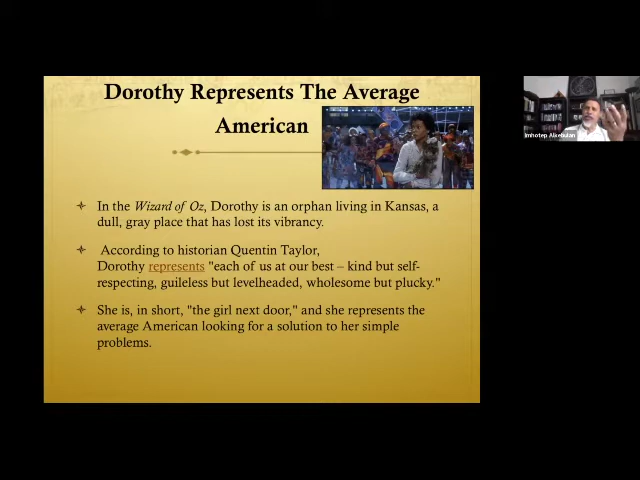 Dorothy Represents The Average
American
In the Wizard of Oz, Dorothy is an orphan living in Kansas, a
dull, gray place that has lost its vibrancy.
According to historian Quentin Taylor,
Dorothy represents "each of us at our best – kind but self-
respecting, guileless but levelheaded, wholesome but plucky."
She is, in short, "the girl next door," and she represents the
average American looking for a solution to her simple
problems.
Imhotep Alkebulan